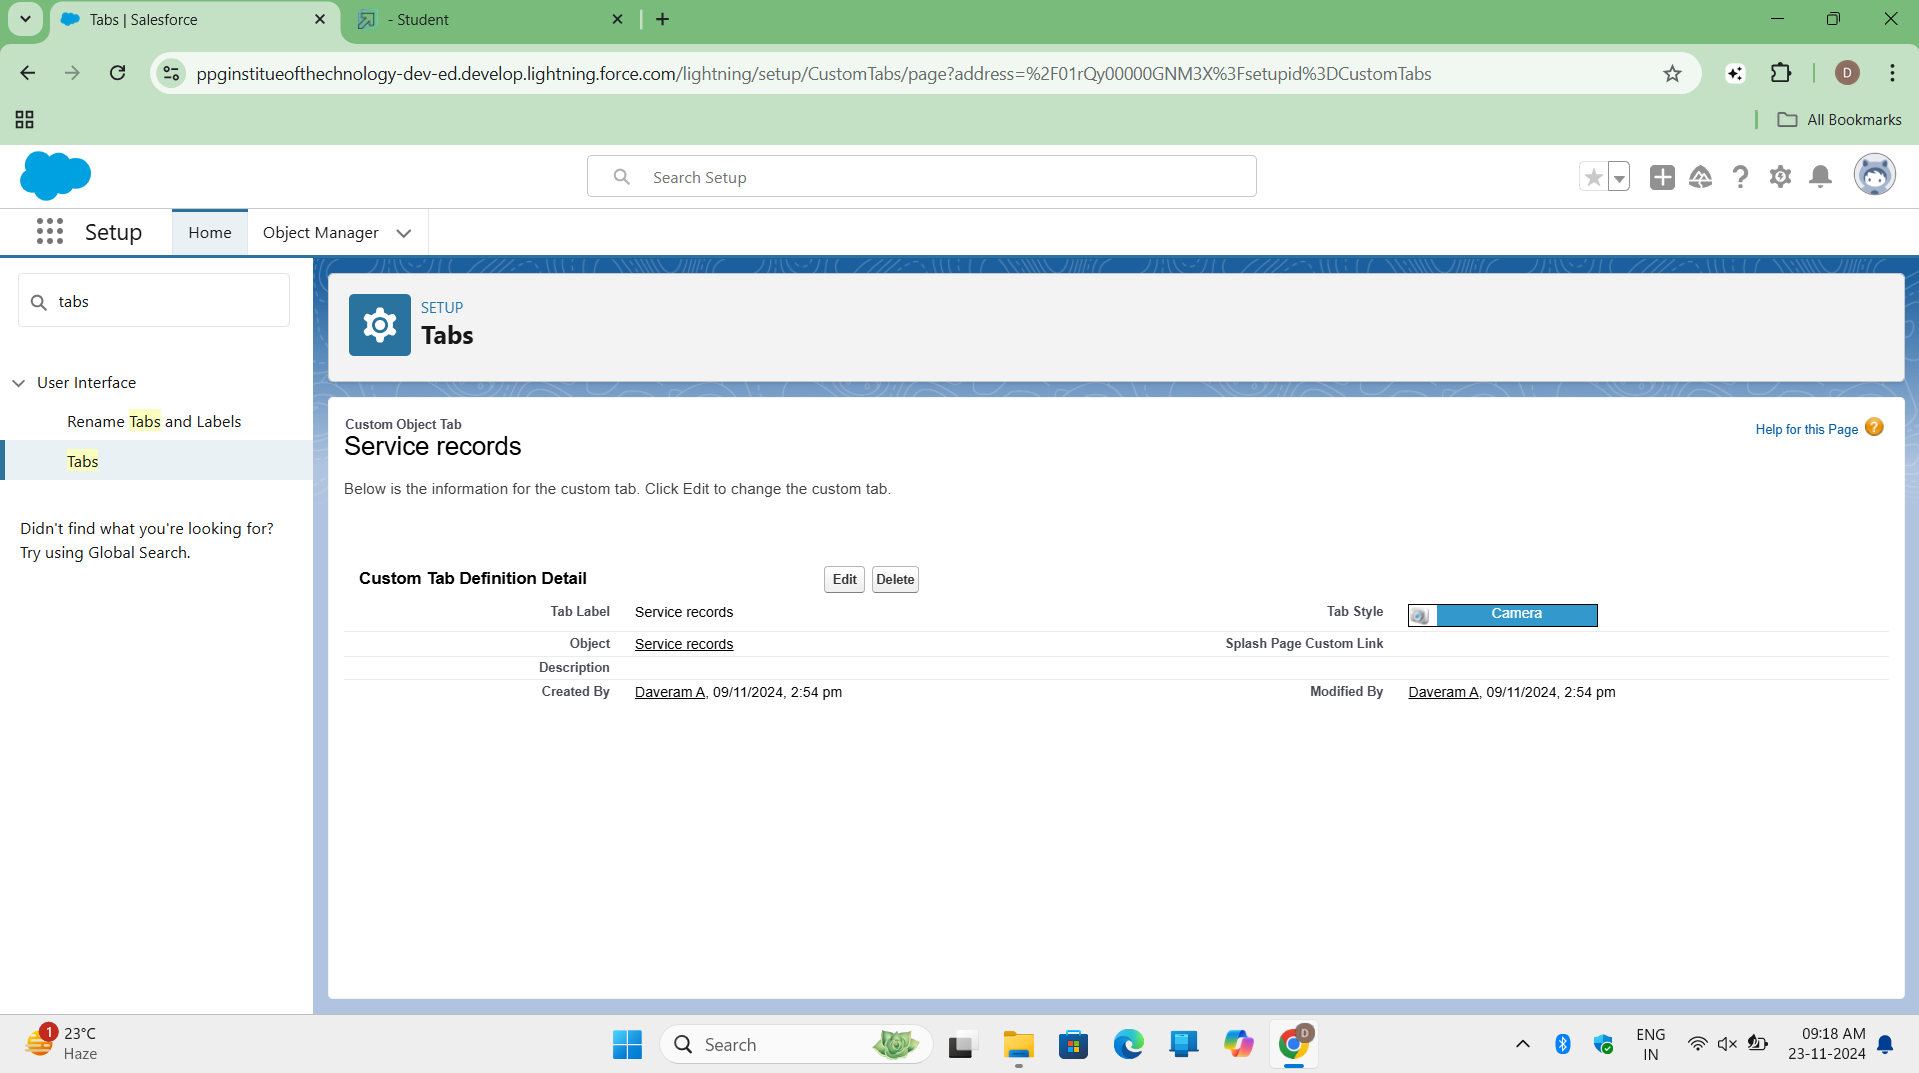 Tabs | Salesforce
- Student
ppginstitueofthechnology-dev-ed.develop.lightning.force.com/lightning/setup/CustomTabs/page?address=%2F01rQy00000GNM3X%3Fsetupid%3DCustomTabs
D
All Bookmarks
Search Setup
Setup
Home
Object Manager
tabs
User Interface
Rename Tabs and Labels
Tabs
Didn't find what you're looking for?
Try using Global Search.
SETUP
Tabs
Custom Object Tab
Service records
Help for this Page
Below is the information for the custom tab. Click Edit to change the custom tab.
Custom Tab Definition Detail
Edit
Delete
Tab Label
Service records
Tab Style
Camera
Object
Service records
Splash Page Custom Link
Description
Created By
Daveram A, 09/11/2024, 2:54 pm
Modified By
Daveram A, 09/11/2024, 2:54 pm
1
23°C
Haze
Search
D
ENG
IN
09:18 AM
23-11-2024